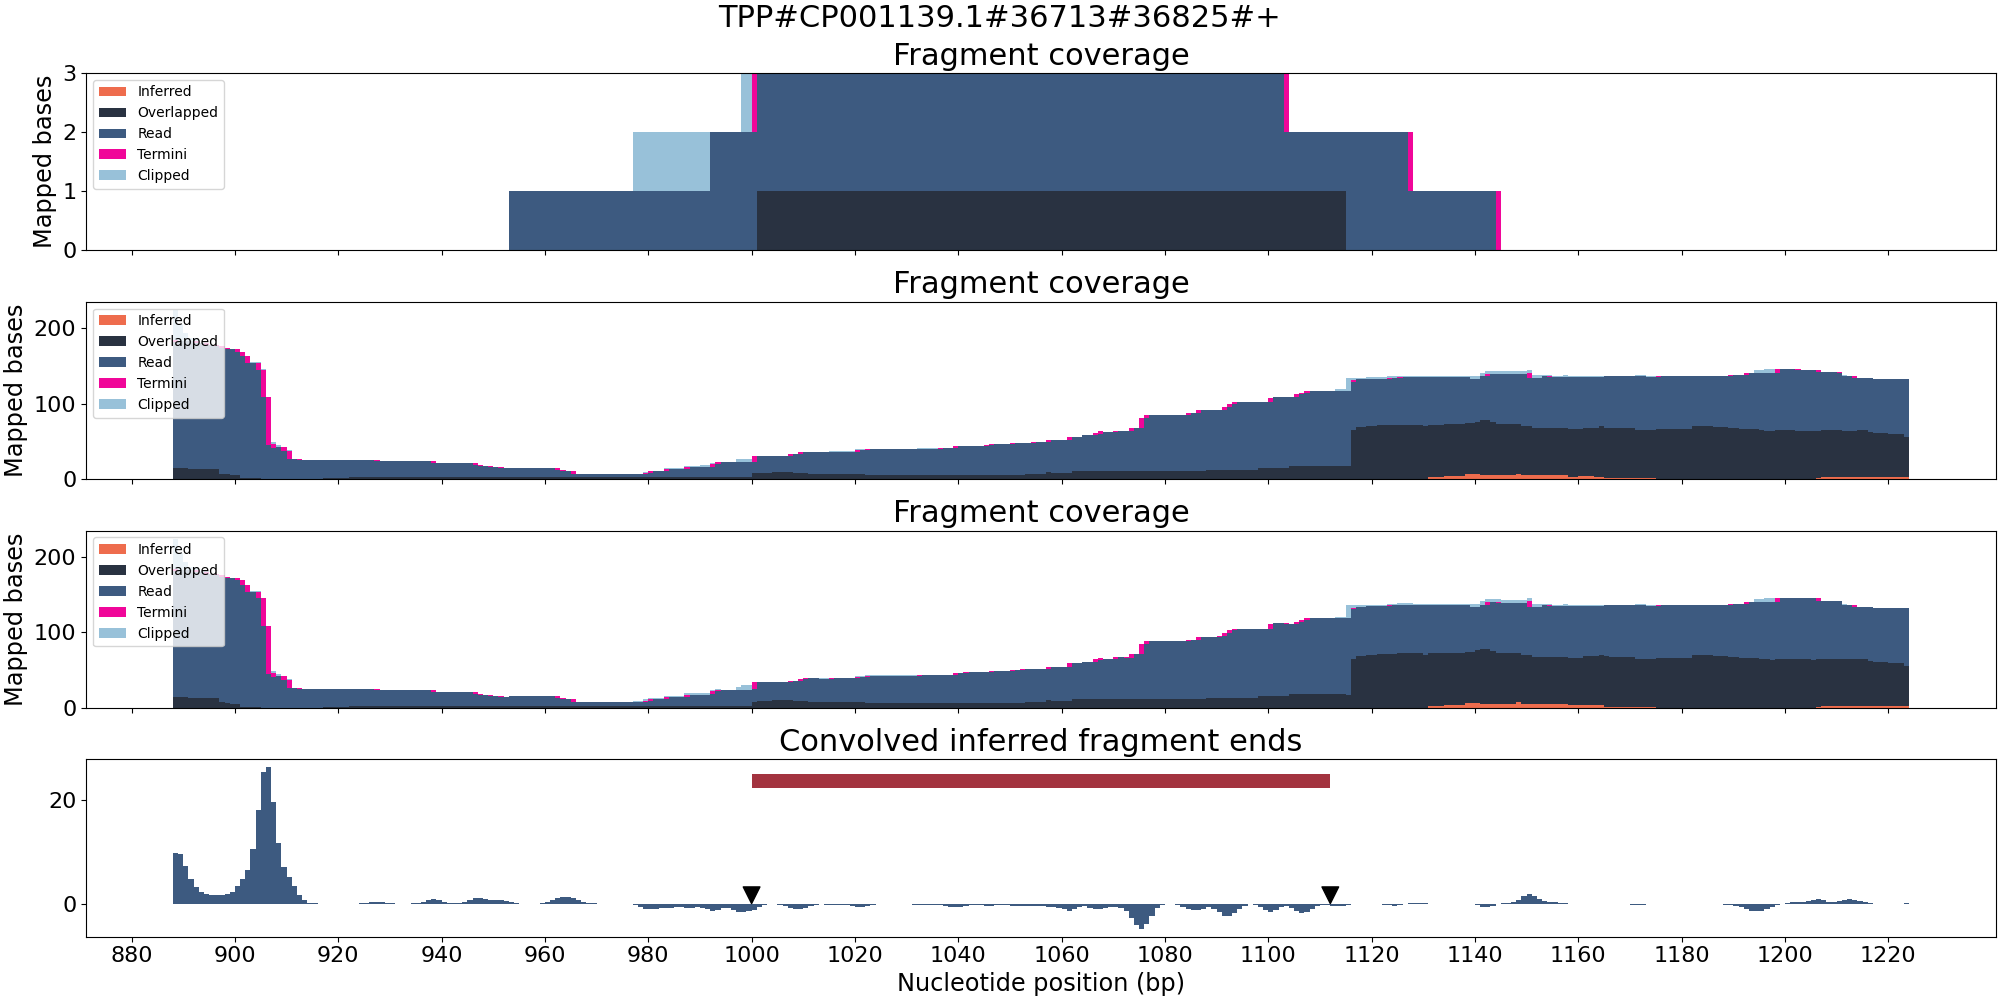 TPP#CP001139.1#36713#36825#+
Fragment coverage
Mapped bases
3
2
1
0
Inferred
Overlapped
Read
Termini
Clipped
Fragment coverage
Mapped bases
200
100
0
Inferred
Overlapped
Read
Termini
Clipped
Fragment coverage
Mapped bases
200
100
0
Inferred
Overlapped
Read
Termini
Clipped
Convolved inferred fragment ends
20
0
880 900 920 940 960 980 1000 1020 1040 1060 1080 1100 1120 1140 1160 1180 1200 1220
Nucleotide position (bp)